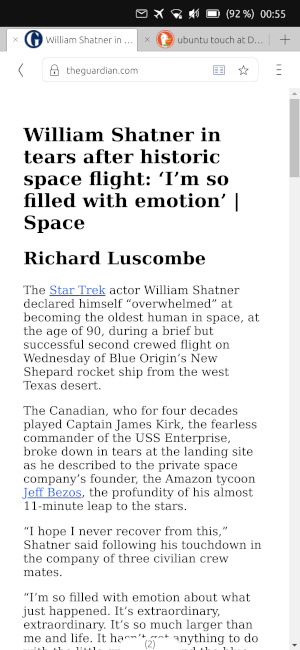 (92 %) 00:55
× William Shatner in ... × ubuntu touch at D...
theguardian.com
William Shatner in
tears after historic
space flight: ‘I’m so
filled with emotion’ |
Space
Richard Luscombe
The Star Trek actor William Shatner
declared himself “overwhelmed” at
becoming the oldest human in space, at
the age of 90, during a brief but
successful second crewed flight on
Wednesday of Blue Origin’s New
Shepard rocket ship from the west
Texas desert.
The Canadian, who for four decades
played Captain James Kirk, the fearless
commander of the USS Enterprise,
broke down in tears at the landing site
as he described to the private space
company’s founder, the Amazon tycoon
Jeff Bezos, the profundity of his almost
11-minute leap to the stars.
“I hope I never recover from this,”
Shatner said following his touchdown in
the company of three civilian crew
mates.
“I’m so filled with emotion about what
just happened. It’s extraordinary,
extraordinary. It’s so much larger than
me and life. It hasn’t got anything to do
(2)